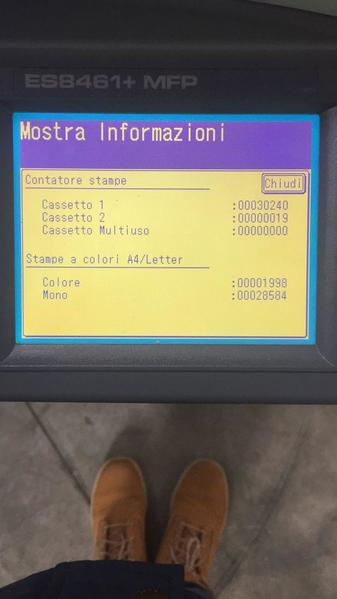 ES8461+ MFP
Mostra Informazioni
Contatore stampe
Chiudi
Cassetto 1 :00030240
Cassetto 2 :00000019
Cassetto Multiuso :00000000
Stampe a colori A4/Letter
Colore :00001998
Mono :00028584